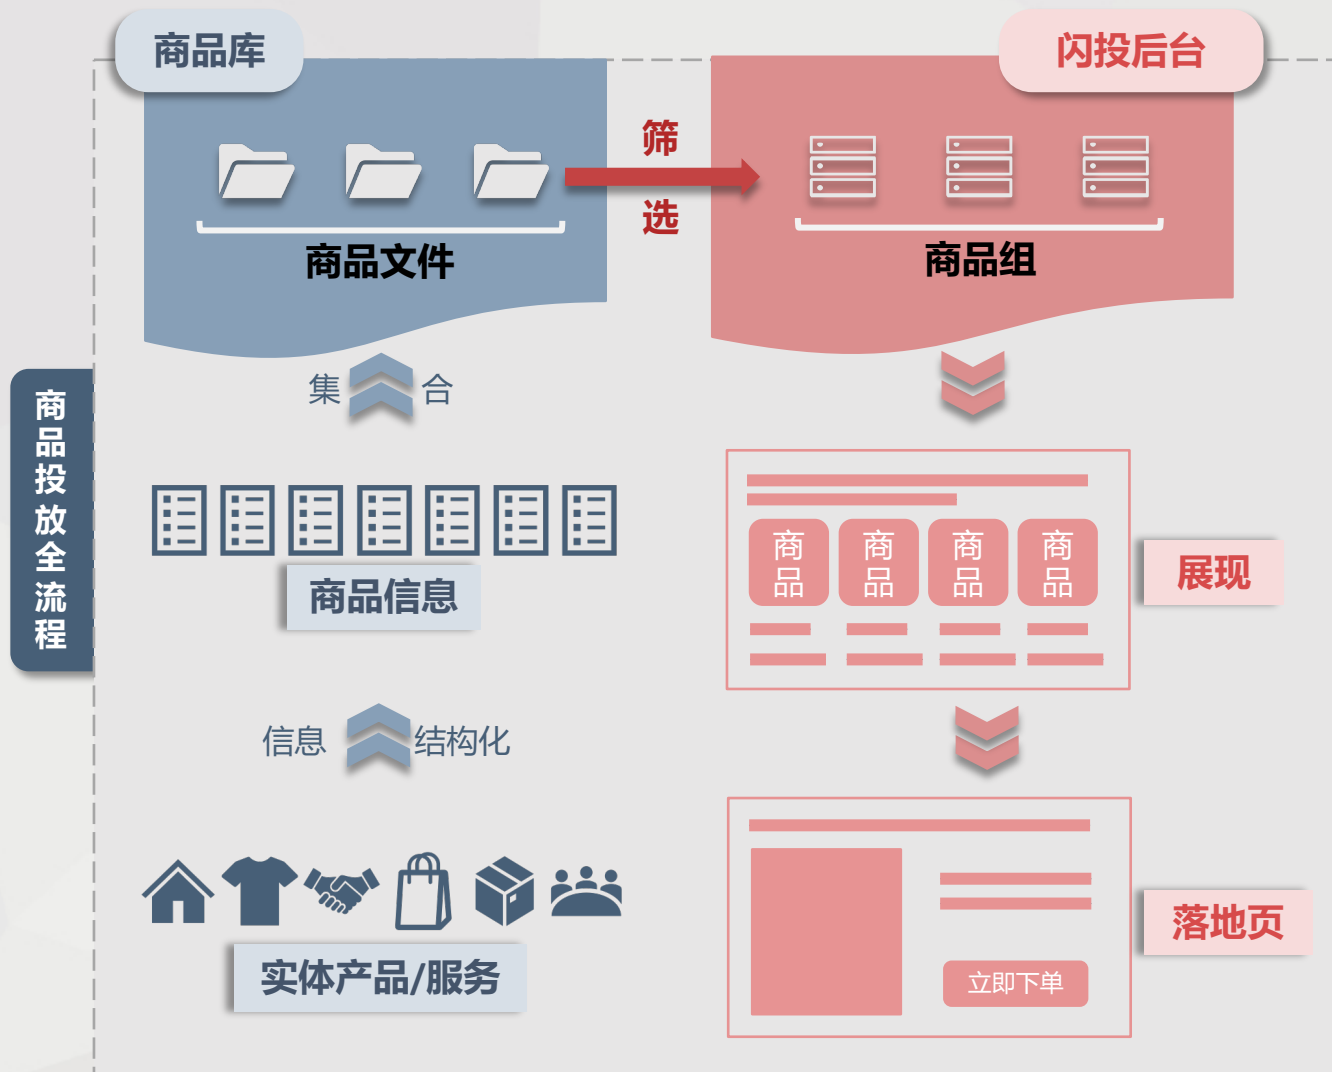 商品库
闪投后台
筛
选
商品文件
商品组
集 合
商品投放全流程
商品 商品 商品 商品
展现
商品信息
信息 结构化
实体产品/服务
落地页
立即下单